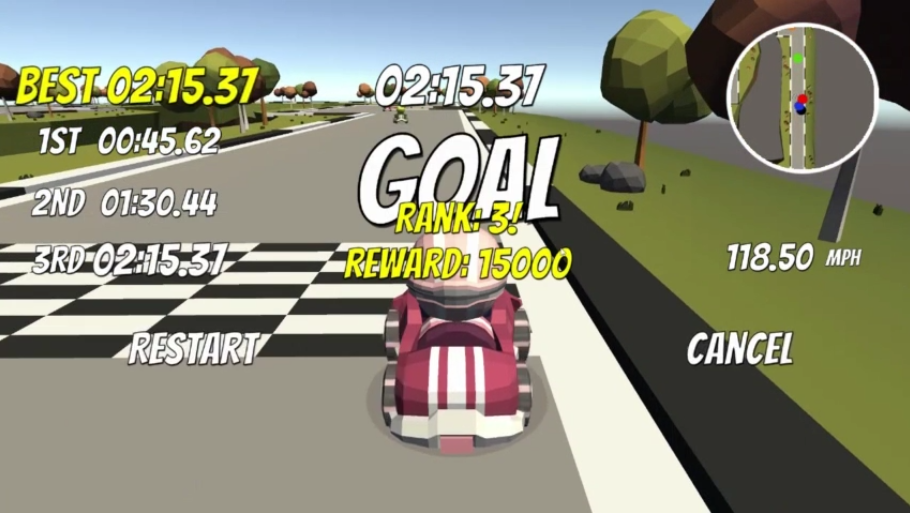 BEST 02:15.37
02:15.37
1ST 00:45.62
GOAL
2ND 01:30.44
RANK: 3!
3RD 02:15.37
REWARD: 15000
118.50 MPH
RESTART
CANCEL